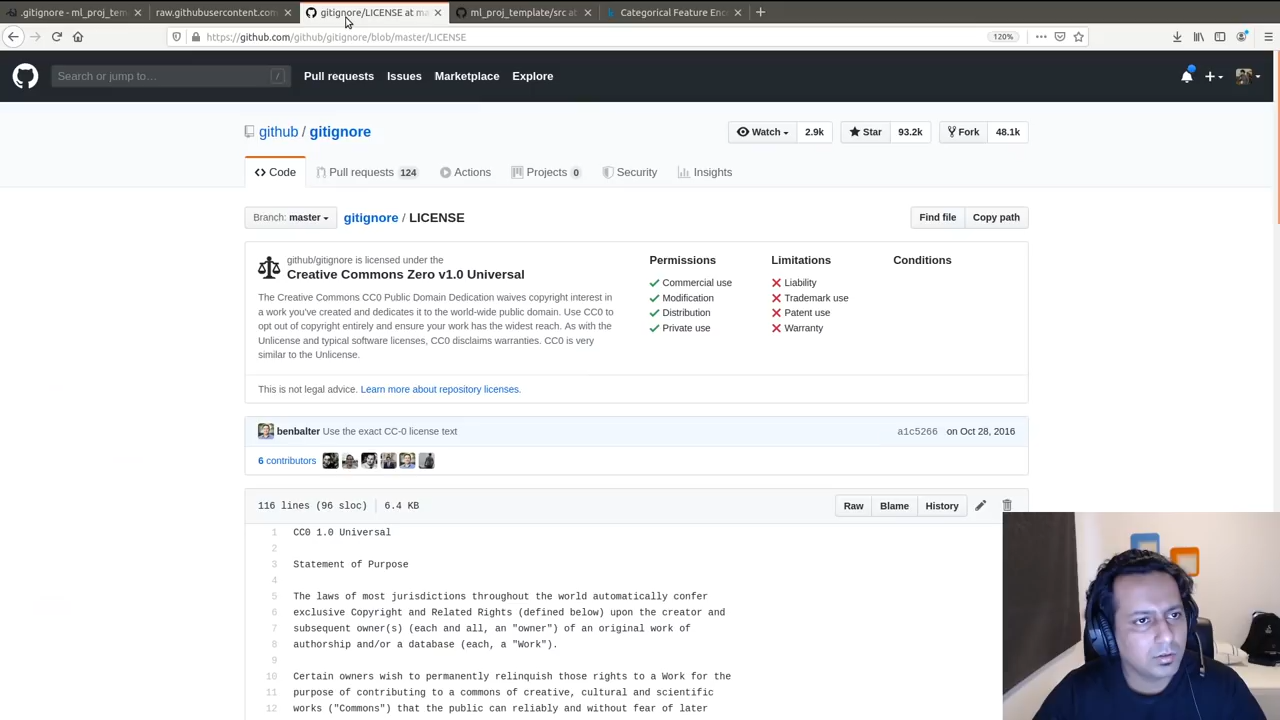 .gitignore - ml_proj_tem
raw.githubusercontent.com
gitignore/LICENSE at ma
ml_proj_template/src at
Categorical Feature Enc
https://github.com/github/gitignore/blob/master/LICENSE
120%
Search or jump to…
/
Pull requests
Issues
Marketplace
Explore
github / gitignore
Watch
2.9k
Star
93.2k
Fork
48.1k
Code
Pull requests 124
Actions
Projects 0
Security
Insights
Branch: master
gitignore / LICENSE
Find file
Copy path
github/gitignore is licensed under the
Creative Commons Zero v1.0 Universal
The Creative Commons CC0 Public Domain Dedication waives copyright interest in
a work you've created and dedicates it to the world-wide public domain. Use CC0 to
opt out of copyright entirely and ensure your work has the widest reach. As with the
Unlicense and typical software licenses, CC0 disclaims warranties. CC0 is very
similar to the Unlicense.
Permissions
Commercial use
Modification
Distribution
Private use
Limitations
Liability
Trademark use
Patent use
Warranty
Conditions
This is not legal advice. Learn more about repository licenses.
benbalter Use the exact CC-0 license text
a1c5266 on Oct 28, 2016
6 contributors
116 lines (96 sloc)
6.4 KB
Raw
Blame
History
1 CC0 1.0 Universal
2
3 Statement of Purpose
4
5 The laws of most jurisdictions throughout the world automatically confer
6 exclusive Copyright and Related Rights (defined below) upon the creator and
7 subsequent owner(s) (each and all, an "owner") of an original work of
8 authorship and/or a database (each, a "Work").
9
10 Certain owners wish to permanently relinquish those rights to a Work for the
11 purpose of contributing to a commons of creative, cultural and scientific
12 works ("Commons") that the public can reliably and without fear of later